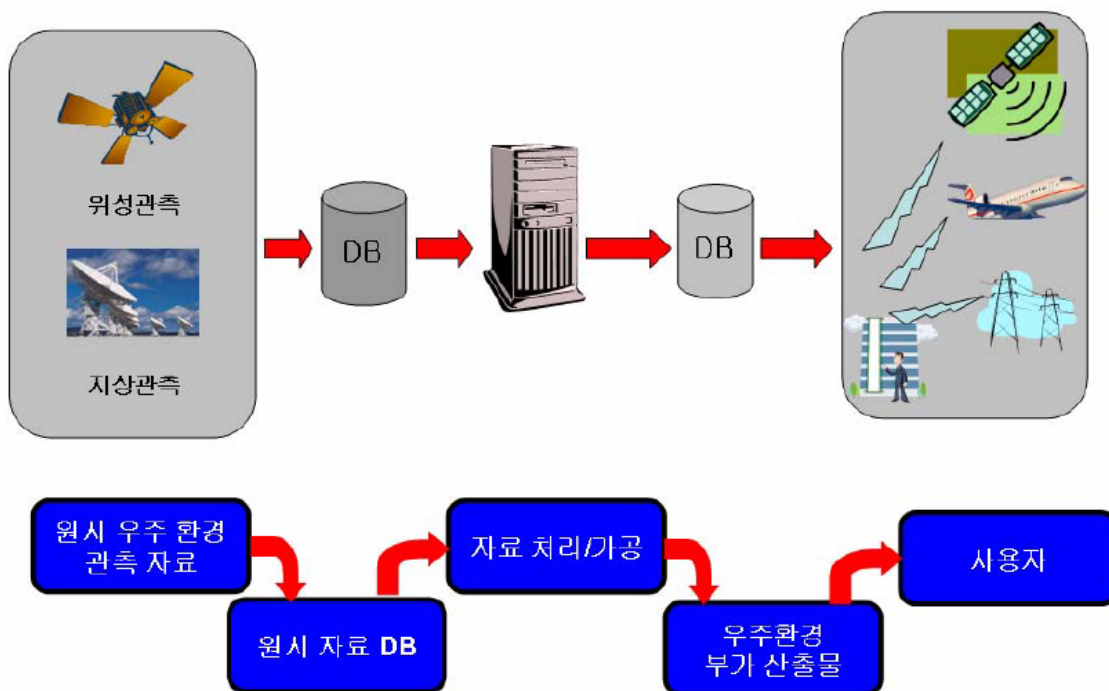 위성관측
지상관측
DB
DB
원시 우주 환경
관측 자료
원시 자료 DB
자료 처리/가공
우주환경
부가 산출물
사용자